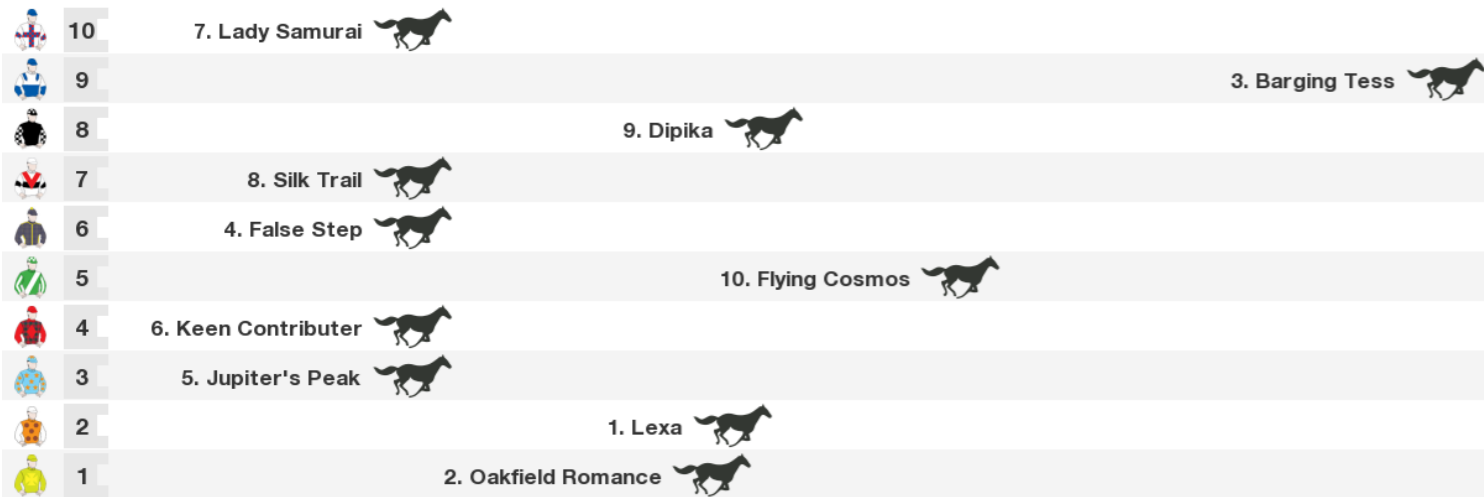 10 7. Lady Samurai
9 3. Barging Tess
8 9. Dipika
7 8. Silk Trail
6 4. False Step
5 10. Flying Cosmos
4 6. Keen Contributer
3 5. Jupiter's Peak
2 1. Lexa
1 2. Oakfield Romance